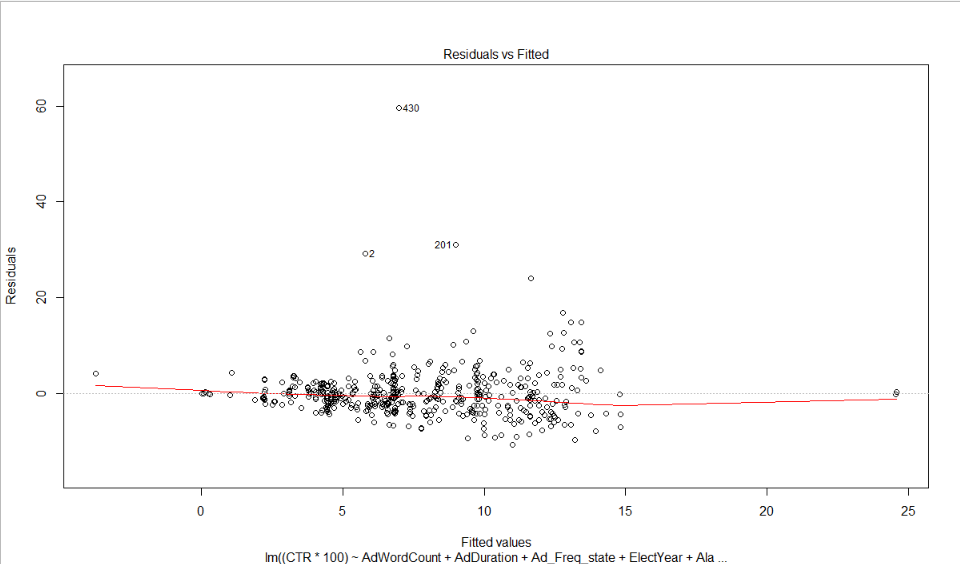 Residuals vs Fitted
60
40
20
0
Residuals
430
201
2
0 5 10 15 20 25
Fitted values
lm((CTR * 100) ~ AdWordCount + AdDuration + Ad_Freq_state + ElectYear + Ala ...